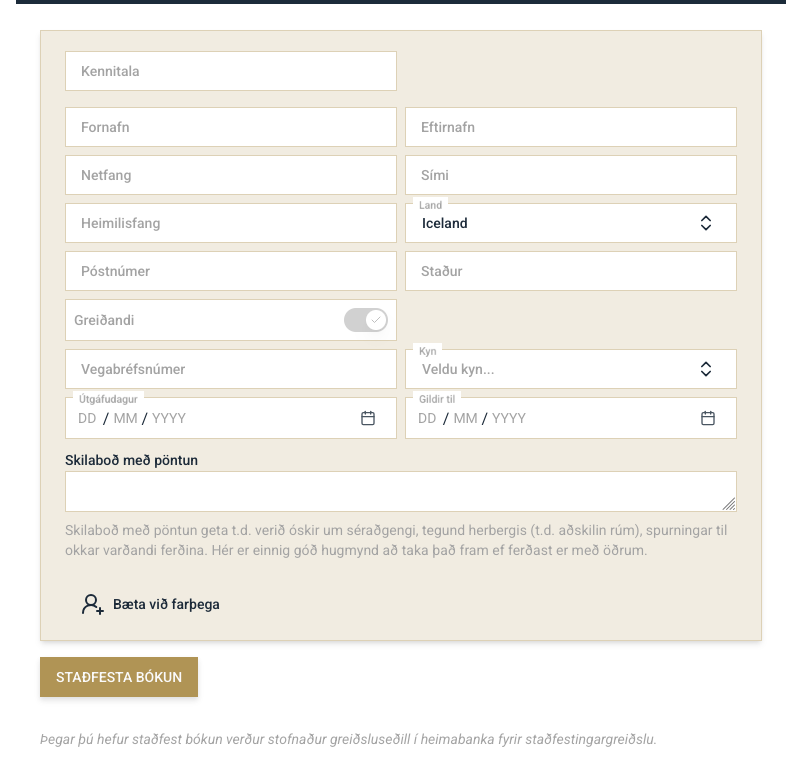 Kennitala
Fornafn
Eftirnafn
Netfang
Sími
Heimilisfang
Land
Iceland
Póstnúmer
Staður
Greiðandi
Vegabréfsnúmer
Kyn
Veldu kyn...
Útgáfudagur
DD / MM / YYYY
Gildir til
DD / MM / YYYY
Skilaboð með pöntun
Skilaboð með pöntun geta t.d. verið óskir um séraðgengi, tegund herbergis (t.d. aðskilin rúm), spurningar til
okkar varðandi ferðina. Hér er einnig góð hugmynd að taka það fram ef ferðast er með öðrum.
Bæta við farþega
STAÐFESTA BÓKUN
Þegar þú hefur staðfest bókun verður stofnaður greiðsluseðill í heimabanka fyrir staðfestingargreiðslu.